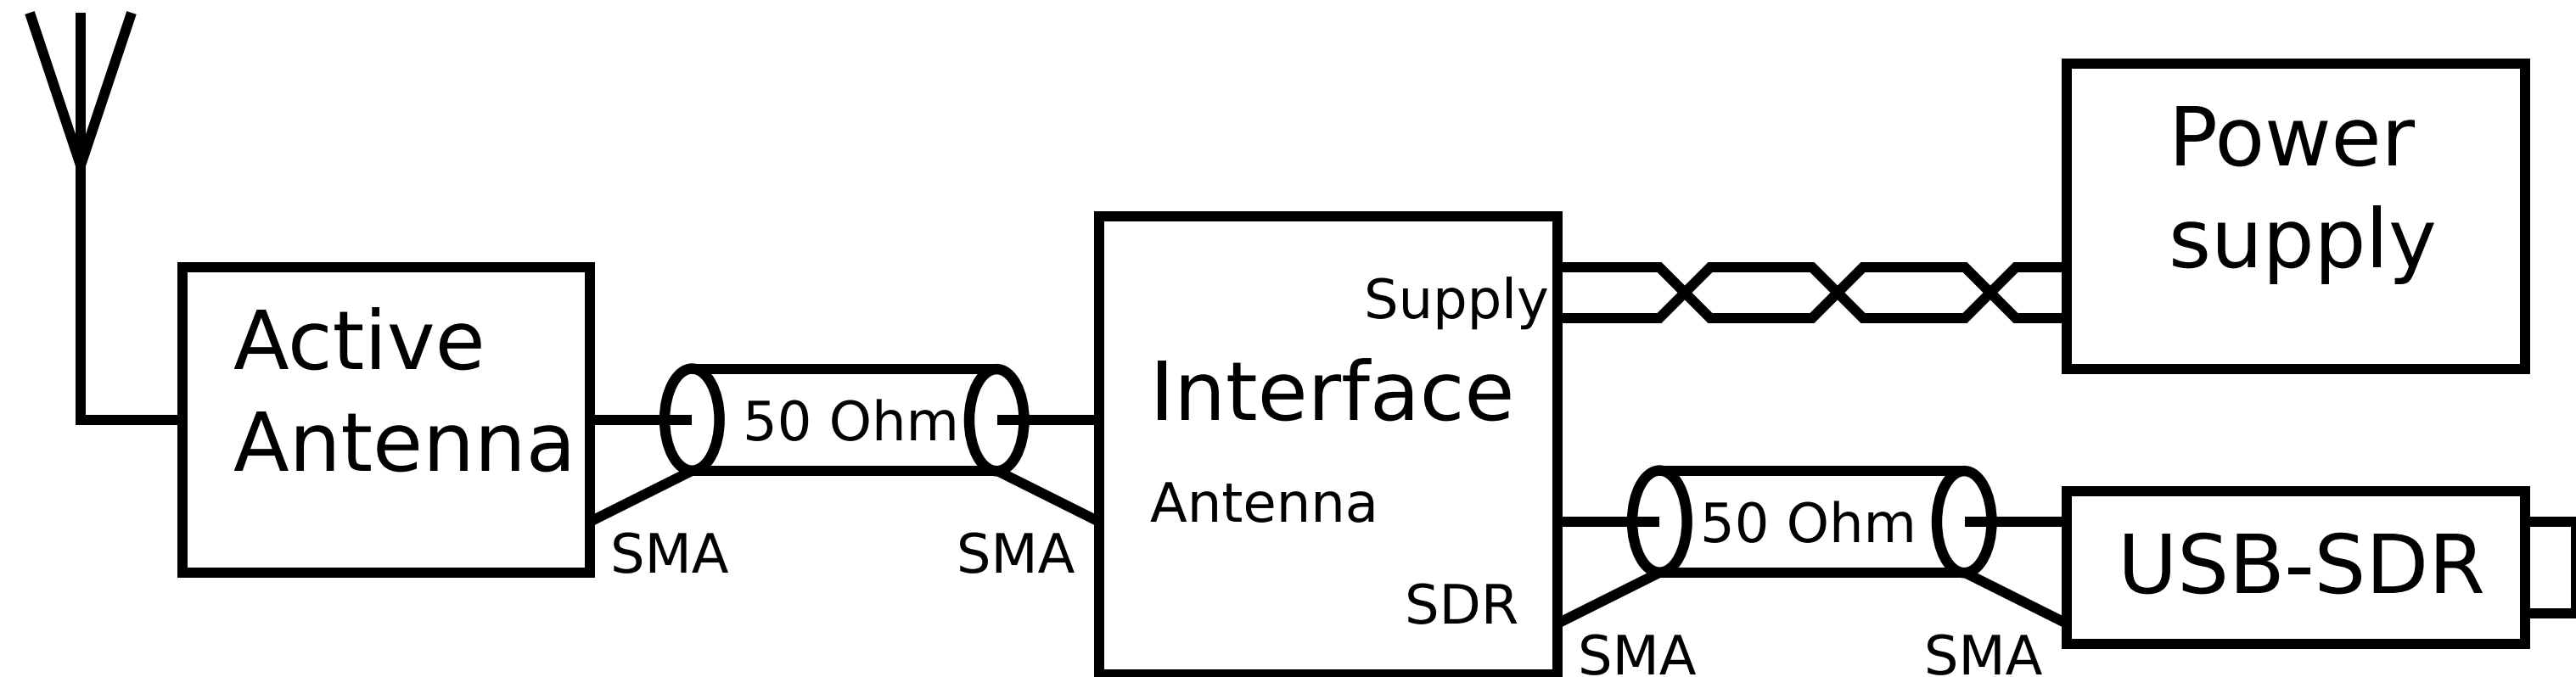 Active
Antenna
50 Ohm
SMA
SMA
Supply
Interface
Antenna
SDR
50 Ohm
SMA
SMA
Power
supply
USB-SDR